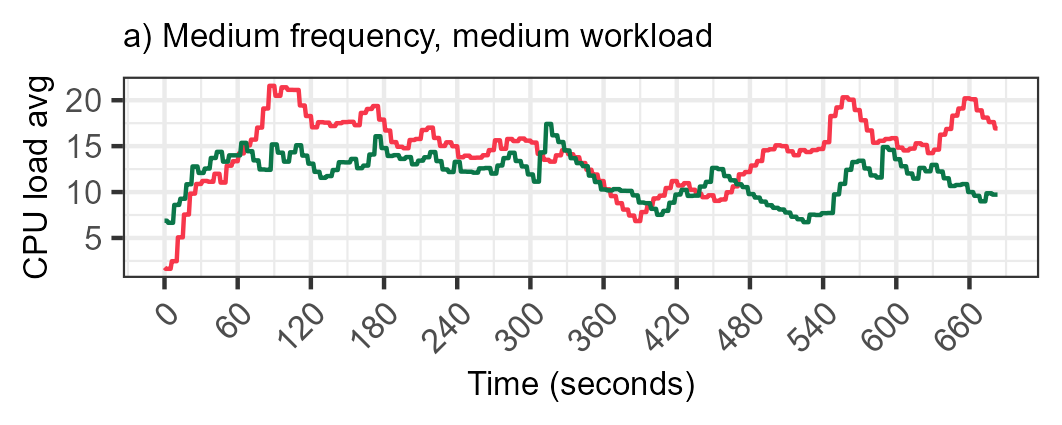 a) Medium frequency, medium workload
CPU load avg
20
15
10
5
0 60 120 180 240 300 360 420 480 540 600 660
Time (seconds)